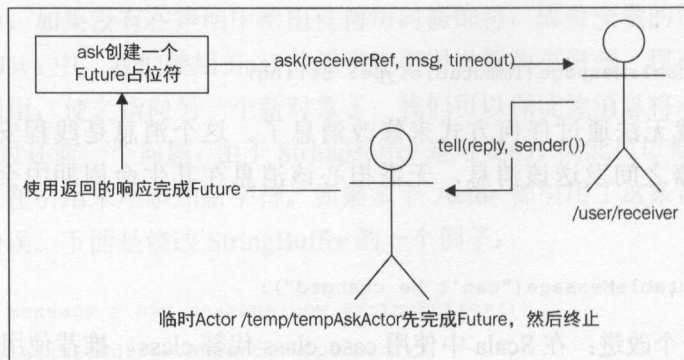 ask创建一个
Future占位符
ask(receiverRef, msg, timeout)
tell(reply, sender())
使用返回的响应完成Future
/user/receiver
临时Actor /temp/tempAskActor先完成Future，然后终止